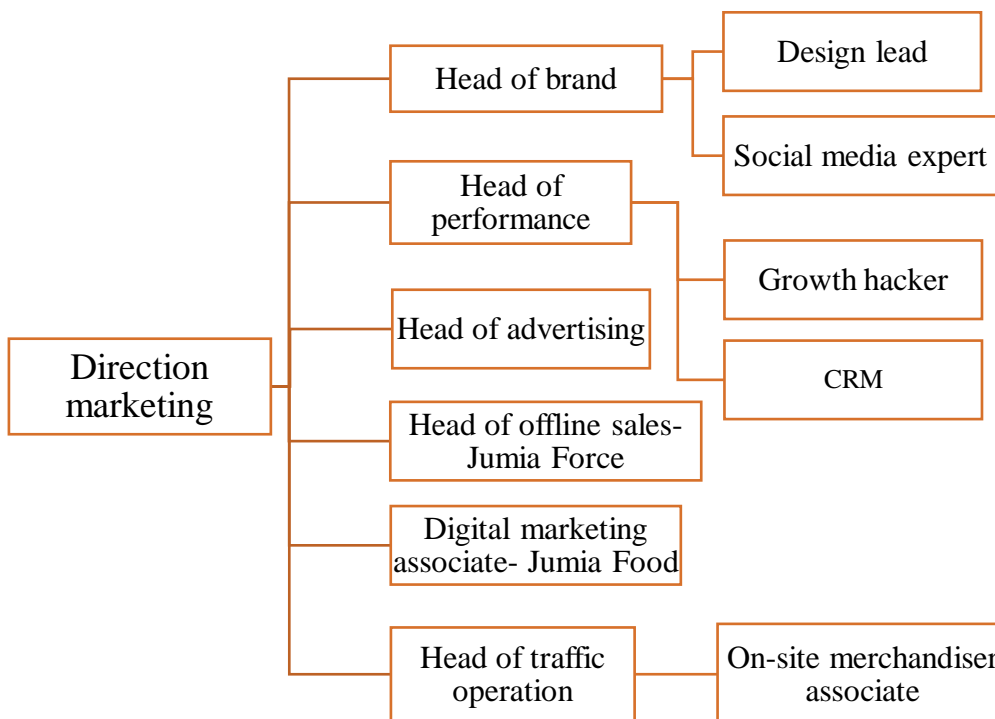 Direction
marketing
Head of brand
Design lead
Social media expert
Head of
performance
Growth hacker
CRM
Head of advertising
Head of offline sales-
Jumia Force
Digital marketing
associate- Jumia Food
Head of traffic
operation
On-site merchandiser
associate